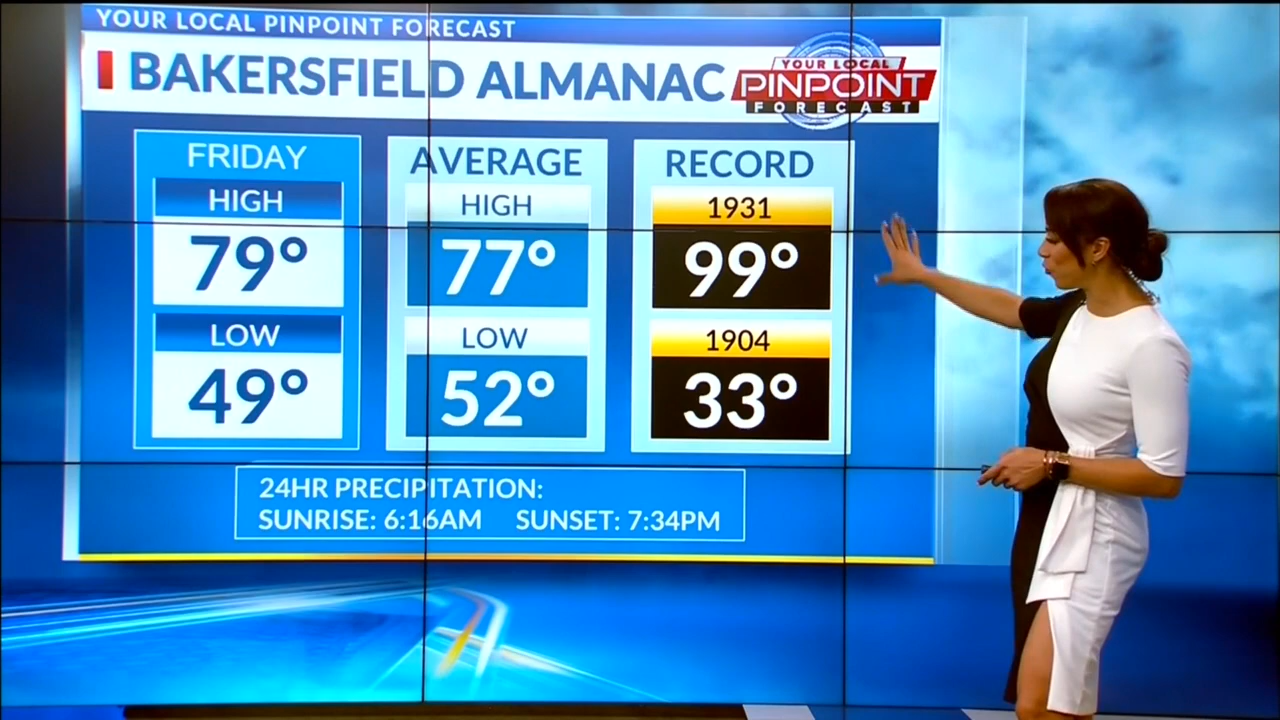 YOUR LOCAL PINPOINT FORECAST
BAKERSFIELD ALMANAC
YOUR LOCAL
PINPOINT
FORECAST
FRIDAY
HIGH
79°
LOW
49°
AVERAGE
HIGH
77°
LOW
52°
RECORD
1931
99°
1904
33°
24HR PRECIPITATION:
SUNRISE: 6:16AM SUNSET: 7:34PM